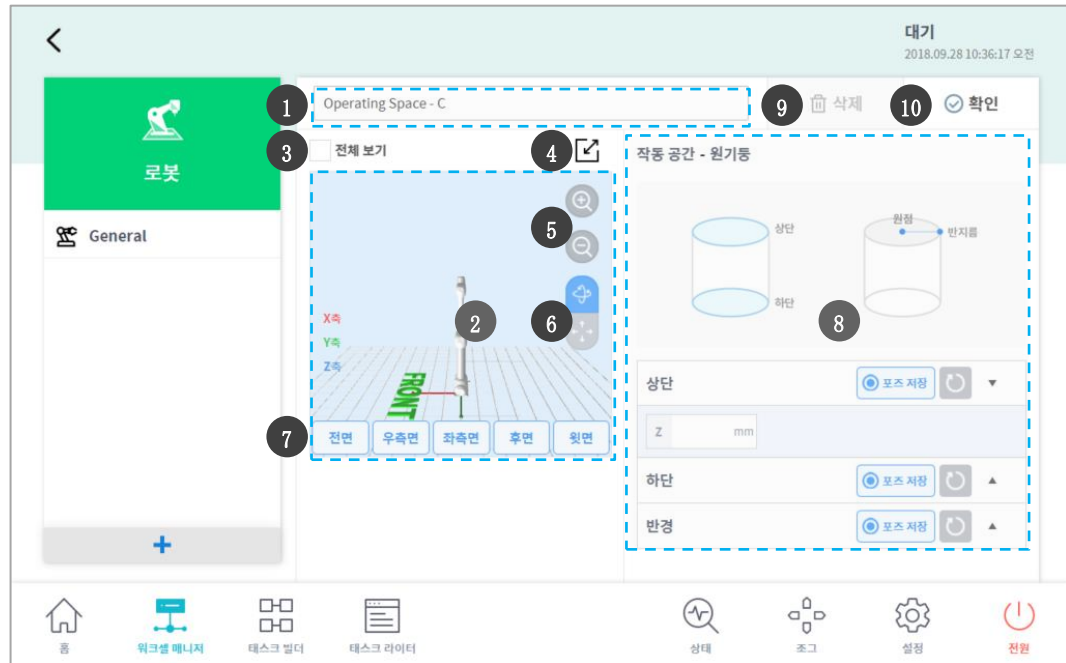 대기
2018.09.28 10:36:17 오전
로봇
General
1
Operating Space - C
9
삭제
10
확인
3
전체 보기
4
5
2
6
X축
Y축
Z축
FRONT
7
전면
우측면
좌측면
후면
윗면
작동 공간 - 원기둥
상단
하단
원점
반지름
8
상단
포즈 저장
Z
mm
하단
포즈 저장
반경
포즈 저장
홈
워크셀 매니저
태스크 빌더
태스크 라이터
상태
조그
설정
전원